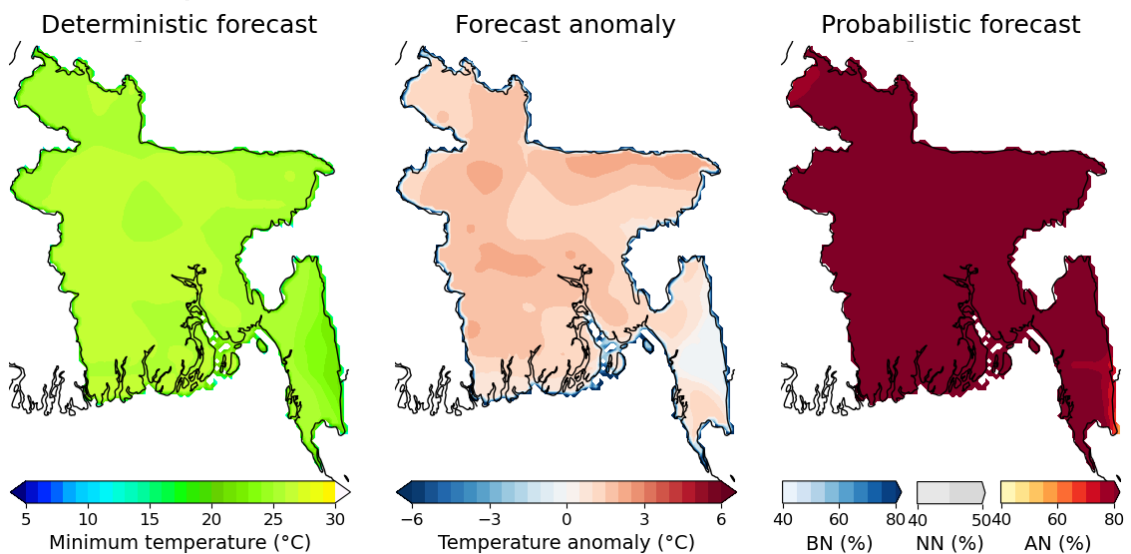 Deterministic forecast Forecast anomaly Probabilistic forecast
5 10 15 20 25 30 −6 −3 0 3 6 40 60 80 40 50 40 60 80
Minimum temperature (°C) Temperature anomaly (°C) BN (%) NN (%) AN (%)